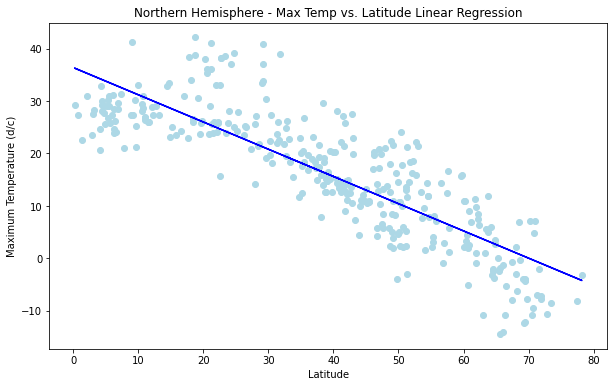 Northern Hemisphere - Max Temp vs. Latitude Linear Regression
Maximum Temperature (d/c)
40
30
20
10
0
−10
0 10 20 30 40 50 60 70 80
Latitude